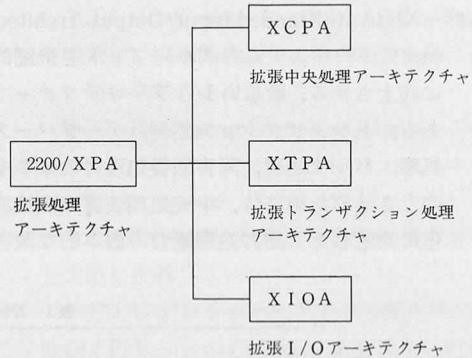 XCPA
拡張中央処理アーキテクチャ
2200/XPA
拡張処理
アーキテクチャ
XTPA
拡張トランザクション処理
アーキテクチャ
XIOA
拡張I/Oアーキテクチャ